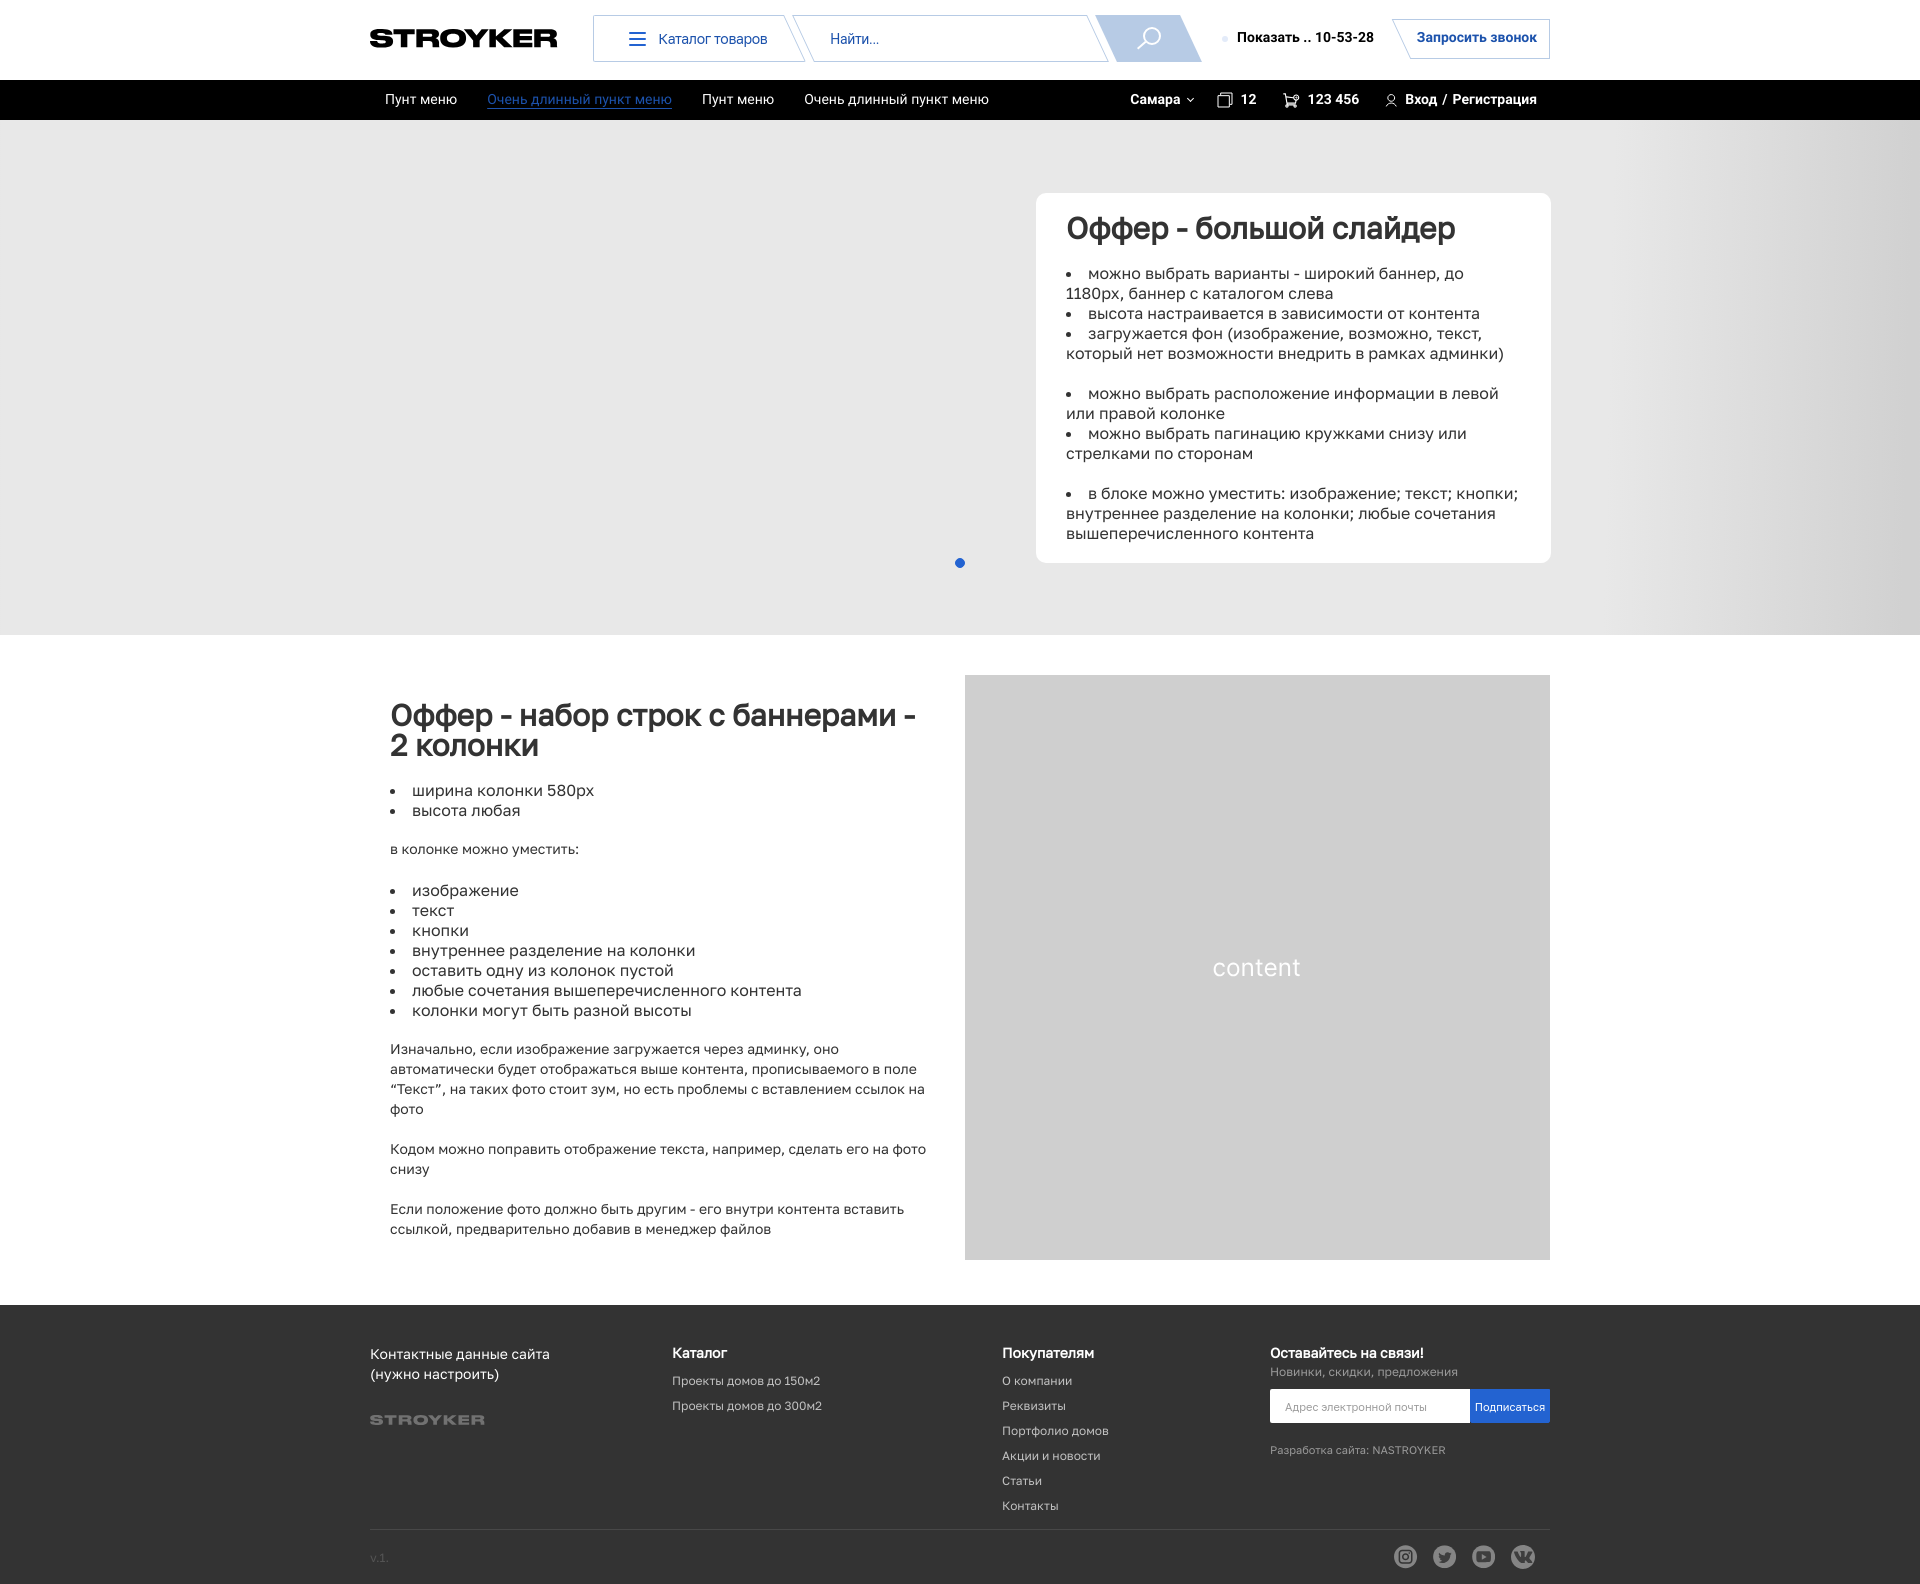 STROYKER
Каталог товаров
Найти...
Показать .. 10-53-28
Запросить звонок
Пунт меню
Очень длинный пункт меню
Пунт меню
Очень длинный пункт меню
Самара
12
123 456
Вход / Регистрация
Оффер - большой слайдер
• можно выбрать варианты - широкий баннер, до
1180px, баннер с каталогом слева
• высота настраивается в зависимости от контента
• загружается фон (изображение, возможно, текст,
который нет возможности внедрить в рамках админки)
• можно выбрать расположение информации в левой
или правой колонке
• можно выбрать пагинацию кружками снизу или
стрелками по сторонам
• в блоке можно уместить: изображение; текст; кнопки;
внутреннее разделение на колонки; любые сочетания
вышеперечисленного контента
Оффер - набор строк с баннерами -
2 колонки
• ширина колонки 580px
• высота любая
в колонке можно уместить:
• изображение
• текст
• кнопки
• внутреннее разделение на колонки
• оставить одну из колонок пустой
• любые сочетания вышеперечисленного контента
• колонки могут быть разной высоты
Изначально, если изображение загружается через админку, оно
автоматически будет отображаться выше контента, прописываемого в поле
“Текст”, на таких фото стоит зум, но есть проблемы с вставлением ссылок на
фото
Кодом можно поправить отображение текста, например, сделать его на фото
снизу
Если положение фото должно быть другим - его внутри контента вставить
ссылкой, предварительно добавив в менеджер файлов
content
Контактные данные сайта
(нужно настроить)
STROYKER
Каталог
Проекты домов до 150м2
Проекты домов до 300м2
Покупателям
О компании
Реквизиты
Портфолио домов
Акции и новости
Статьи
Контакты
Оставайтесь на связи!
Новинки, скидки, предложения
Адрес электронной почты
Подписаться
Разработка сайта: NASTROYKER
v.1.